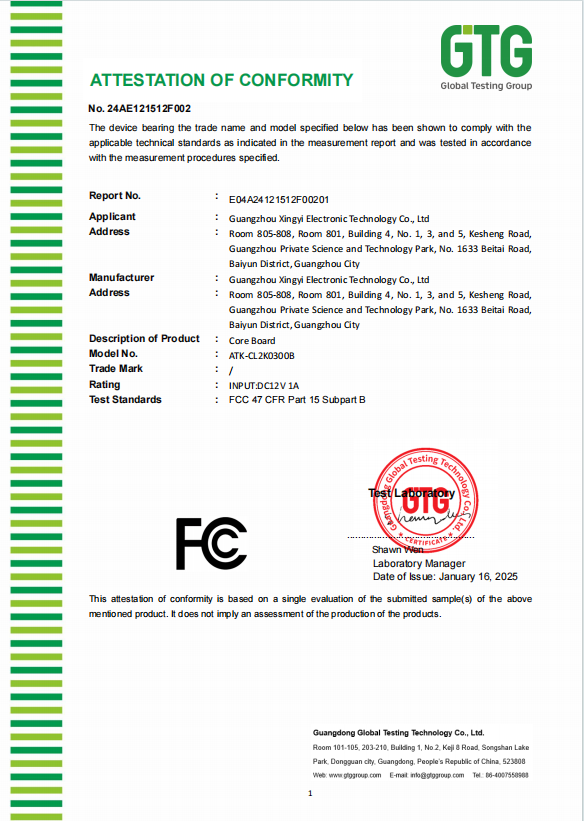 GTG
Global Testing Group
ATTESTATION OF CONFORMITY
No. 24AE121512F002
The device bearing the trade name and model specified below has been shown to comply with the
applicable technical standards as indicated in the measurement report and was tested in accordance
with the measurement procedures specified.
Report No. : E04A24121512F00201
Applicant : Guangzhou Xingyi Electronic Technology Co., Ltd
Address : Room 805-808, Room 801, Building 4, No. 1, 3, and 5, Kesheng Road,
Guangzhou Private Science and Technology Park, No. 1633 Beitai Road,
Baiyun District, Guangzhou City
Manufacturer : Guangzhou Xingyi Electronic Technology Co., Ltd
Address : Room 805-808, Room 801, Building 4, No. 1, 3, and 5, Kesheng Road,
Guangzhou Private Science and Technology Park, No. 1633 Beitai Road,
Baiyun District, Guangzhou City
Description of Product : Core Board
Model No. : ATK-CL2K0300B
Trade Mark : /
Rating : INPUT:DC12V 1A
Test Standards : FCC 47 CFR Part 15 Subpart B
Guangdong Global Testing Technology Co., Ltd.
GTG
Test Laboratory
★ CERTIFICATE ★
FCC
Shawn Wen
Laboratory Manager
Date of Issue: January 16, 2025
This attestation of conformity is based on a single evaluation of the submitted sample(s) of the above
mentioned product. It does not imply an assessment of the production of the products.
Guangdong Global Testing Technology Co., Ltd.
Room 101-105, 203-210, Building 1, No.2, Keji 8 Road, Songshan Lake
Park, Dongguan city, Guangdong, People's Republic of China, 523808
Web: www.gtggroup.com E-mail: info@gtggroup.com Tel.: 86-4007558988
1